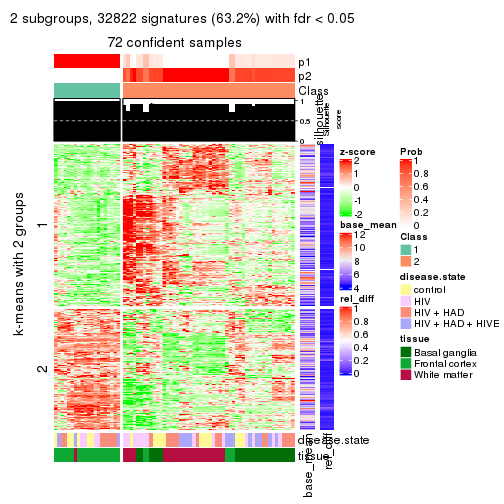 2 subgroups, 32822 signatures (63.2%) with fdr < 0.05
72 confident samples
p1
p2
Class
silhouette
1
0.5
0
Silhouette
score
k-means with 2 groups
1
2
z-score
2
1
0
-1
-2
base_mean
12
10
8
6
4
rel_diff
1
0.8
0.6
0.4
0.2
0
Prob
1
0.8
0.6
0.4
0.2
0
Class
1
2
disease.state
control
HIV
HIV + HAD
HIV + HAD + HIVE
tissue
Basal ganglia
Frontal cortex
White matter
disease.state
tissue
base_mean
rel_diff